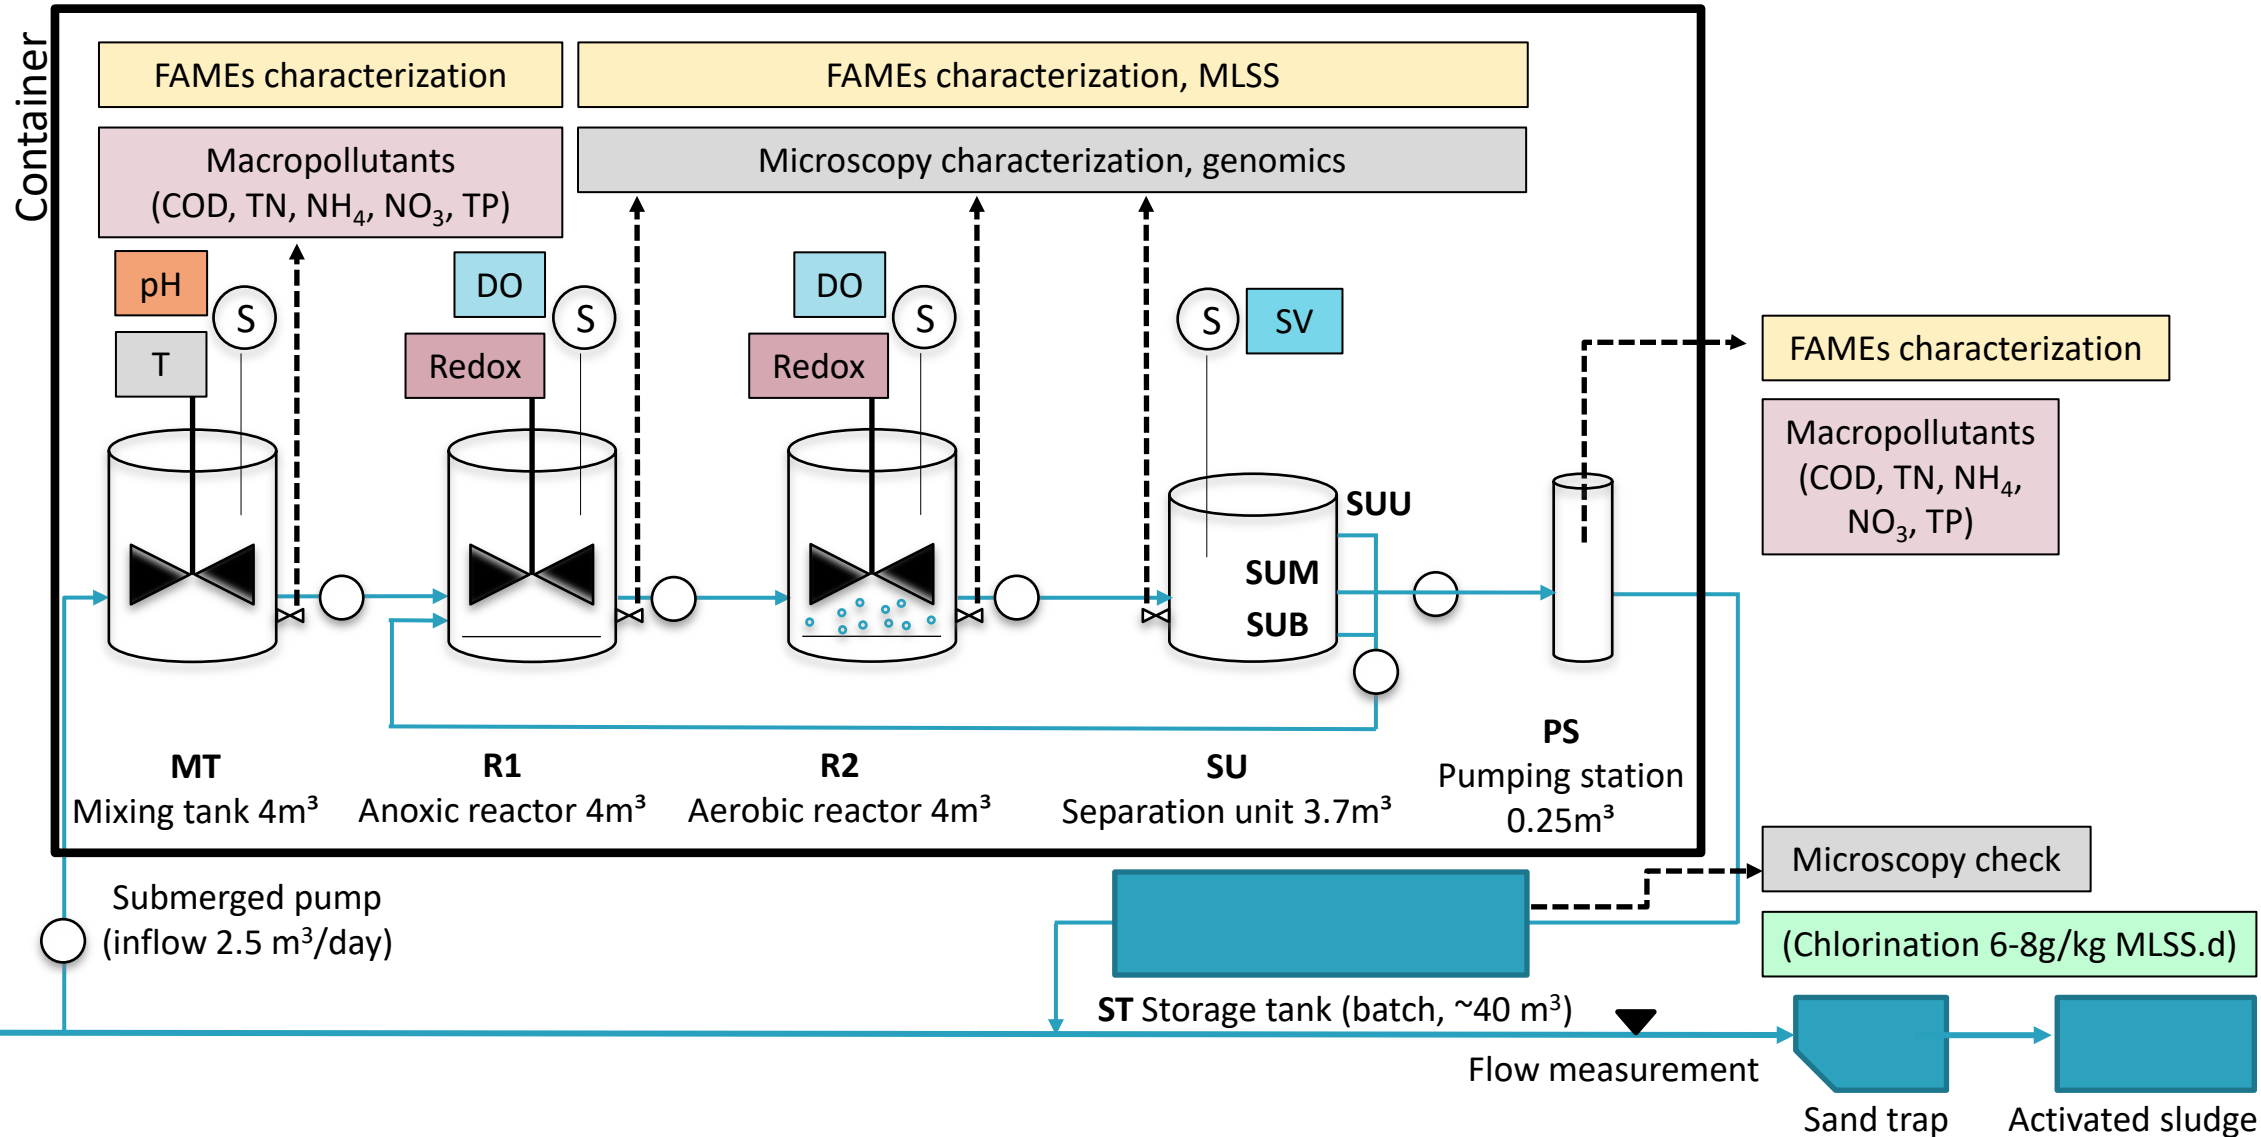 Container
FAMEs characterization
FAMEs characterization, MLSS
Macropollutants
(COD, TN, NH₄, NO₃, TP)
Microscopy characterization, genomics
pH
S
T
DO
S
Redox
DO
S
Redox
S
SV
FAMEs characterization
Macropollutants
(COD, TN, NH₄,
NO₃, TP)
SUU
SUM
SUB
MT
Mixing tank 4m³
R1
Anoxic reactor 4m³
R2
Aerobic reactor 4m³
SU
Separation unit 3.7m³
PS
Pumping station
0.25m³
Submerged pump
(inflow 2.5 m³/day)
Microscopy check
(Chlorination 6-8g/kg MLSS.d)
ST Storage tank (batch, ~40 m³)
Flow measurement
Sand trap
Activated sludge